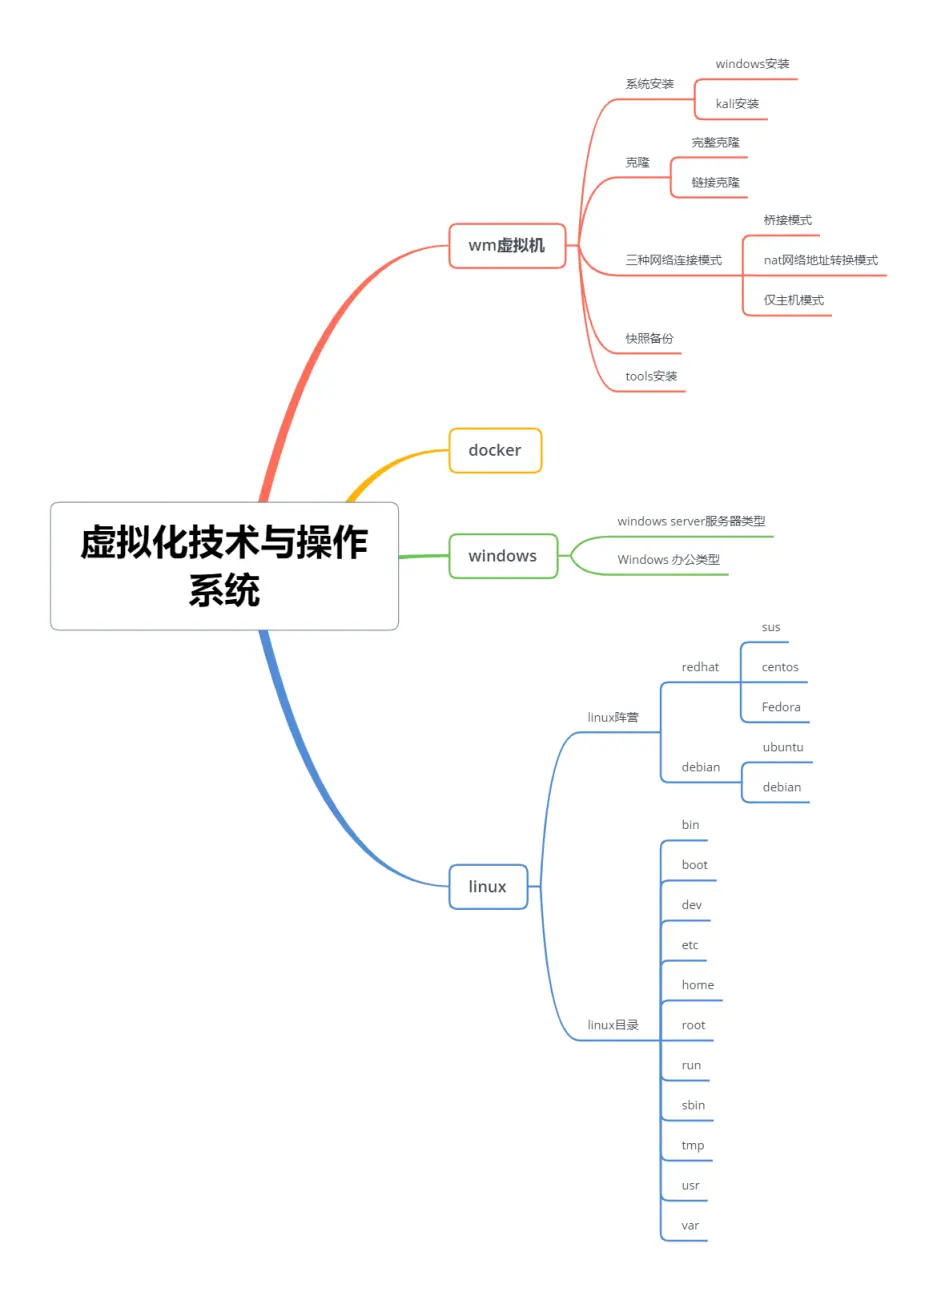 虚拟化技术与操作
系统
wm虚拟机
系统安装
windows安装
kali安装
克隆
完整克隆
链接克隆
三种网络连接模式
桥接模式
nat网络地址转换模式
仅主机模式
快照备份
tools安装
docker
windows
windows server服务器类型
Windows 办公类型
linux
linux阵营
redhat
sus
centos
Fedora
debian
ubuntu
debian
linux目录
bin
boot
dev
etc
home
root
run
sbin
tmp
usr
var